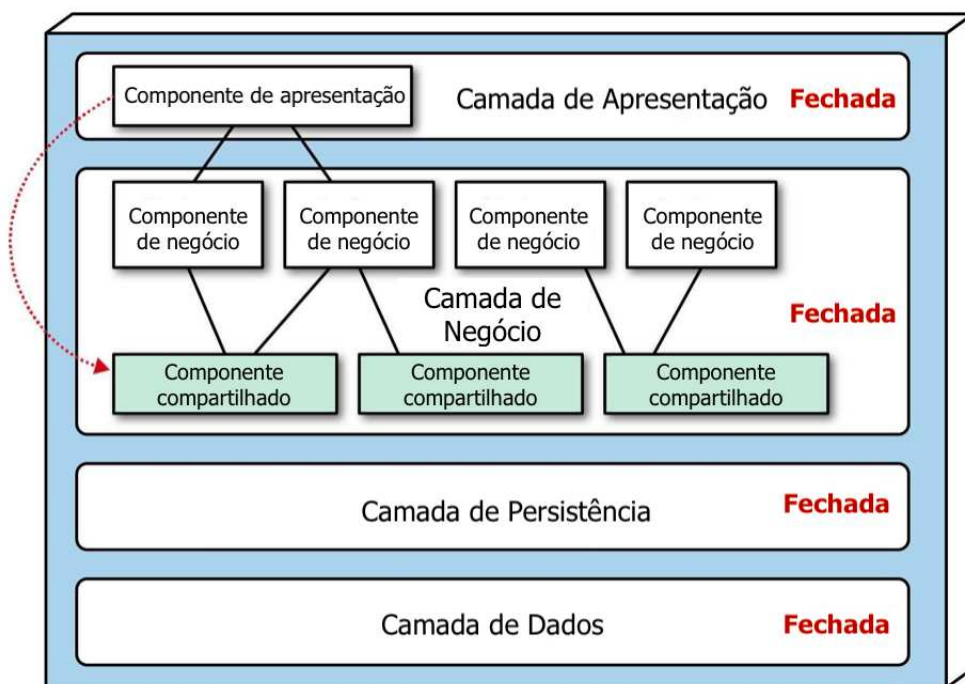 Componente de apresentação
Camada de Apresentação
Fechada
Componente
de negócio
Componente
de negócio
Componente
de negócio
Componente
de negócio
Camada de
Negócio
Fechada
Componente
compartilhado
Componente
compartilhado
Componente
compartilhado
Camada de Persistência
Fechada
Camada de Dados
Fechada